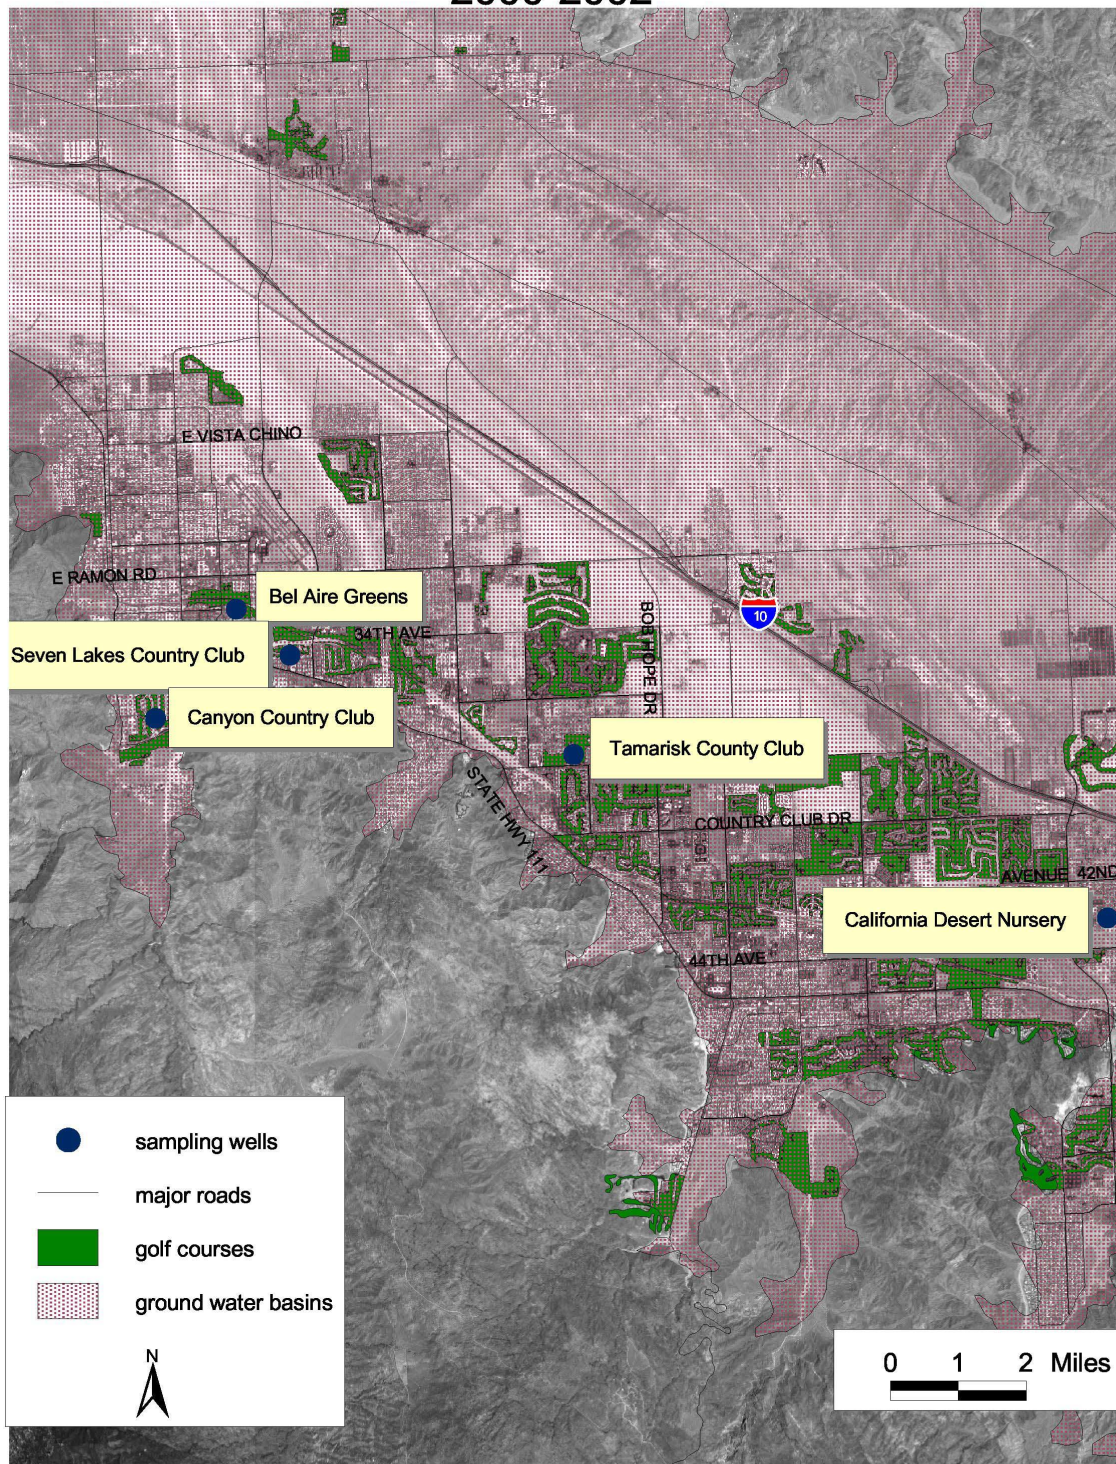 2000-2002
E VISTA CHINO
E RAMON RD
Bel Aire Greens
34TH AVE
BOB HOPE DR
10
Seven Lakes Country Club
Canyon Country Club
Tamarisk County Club
STATE HWY 111
COUNTRY CLUB DR
AVENUE 42ND
California Desert Nursery
44TH AVE
sampling wells
major roads
golf courses
ground water basins
N
0 1 2 Miles